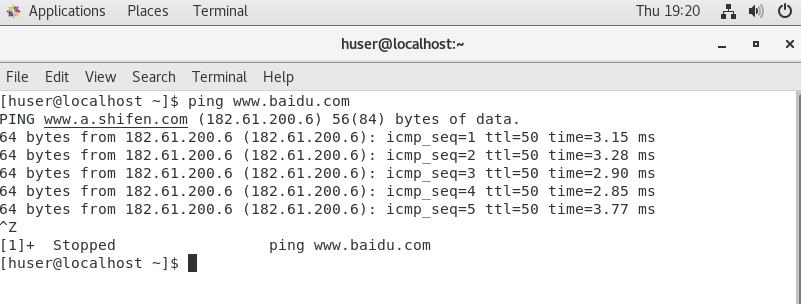 Applications Places Terminal Thu 19:20
huser@localhost:~
File Edit View Search Terminal Help
[huser@localhost ~]$ ping www.baidu.com
PING www.a.shifen.com (182.61.200.6) 56(84) bytes of data.
64 bytes from 182.61.200.6 (182.61.200.6): icmp_seq=1 ttl=50 time=3.15 ms
64 bytes from 182.61.200.6 (182.61.200.6): icmp_seq=2 ttl=50 time=3.28 ms
64 bytes from 182.61.200.6 (182.61.200.6): icmp_seq=3 ttl=50 time=2.90 ms
64 bytes from 182.61.200.6 (182.61.200.6): icmp_seq=4 ttl=50 time=2.85 ms
64 bytes from 182.61.200.6 (182.61.200.6): icmp_seq=5 ttl=50 time=3.77 ms
^Z
[1]+  Stopped                 ping www.baidu.com
[huser@localhost ~]$